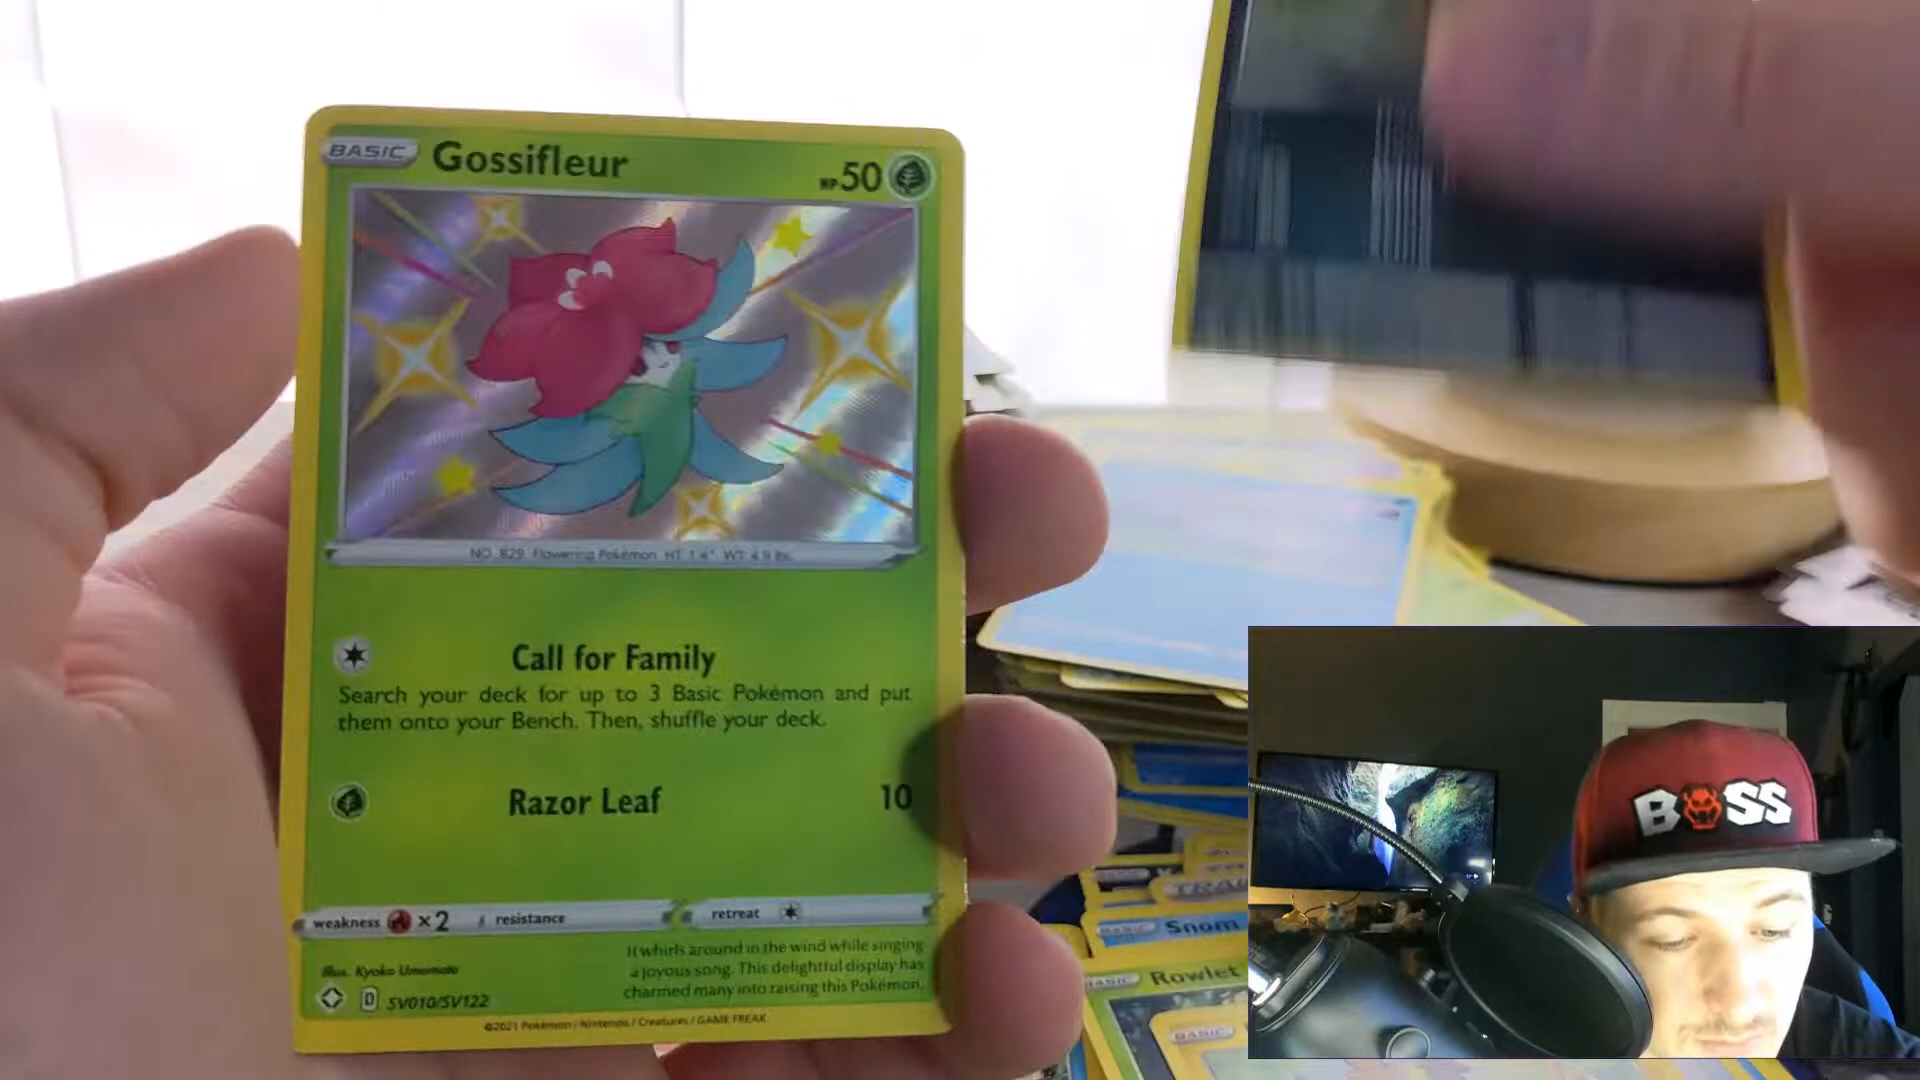 BASIC Gossifleur HP 50
NO. 829 Flowering Pokémon HT: 1'4" WT: 4.9 lbs.
Call for Family
Search your deck for up to 3 Basic Pokémon and put
them onto your Bench. Then, shuffle your deck.
Razor Leaf 10
weakness ×2 resistance retreat
It whirls around in the wind while singing
a joyous song. This delightful display has
charmed many into raising this Pokémon.
Illus. Kyoko Umemoto
D SV010/SV122
©2021 Pokémon / Nintendo / Creatures / GAME FREAK
BASIC Snom
BASIC Rowlet
BASIC
BOSS